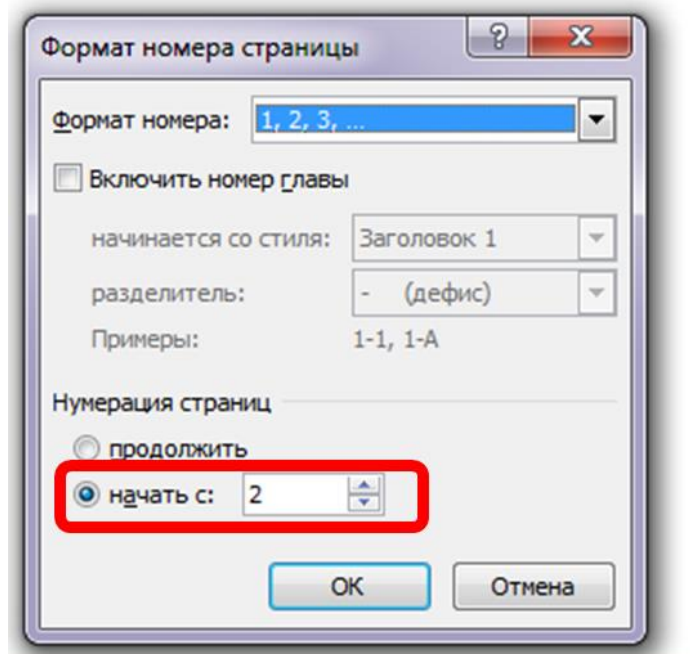 Формат номера страницы
Формат номера: 1, 2, 3, ...
Включить номер главы
начинается со стиля: Заголовок 1
разделитель: - (дефис)
Примеры: 1-1, 1-A
Нумерация страниц
продолжить
начать с: 2
ОК Отмена